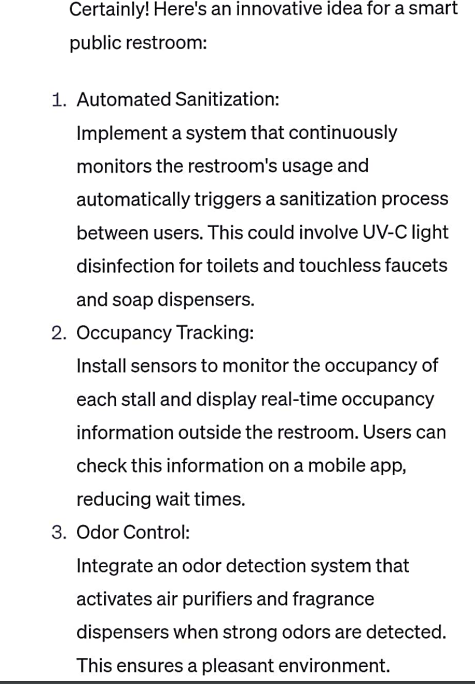 Certainly! Here's an innovative idea for a smart
public restroom:
1. Automated Sanitization:
Implement a system that continuously
monitors the restroom's usage and
automatically triggers a sanitization process
between users. This could involve UV-C light
disinfection for toilets and touchless faucets
and soap dispensers.
2. Occupancy Tracking:
Install sensors to monitor the occupancy of
each stall and display real-time occupancy
information outside the restroom. Users can
check this information on a mobile app,
reducing wait times.
3. Odor Control:
Integrate an odor detection system that
activates air purifiers and fragrance
dispensers when strong odors are detected.
This ensures a pleasant environment.